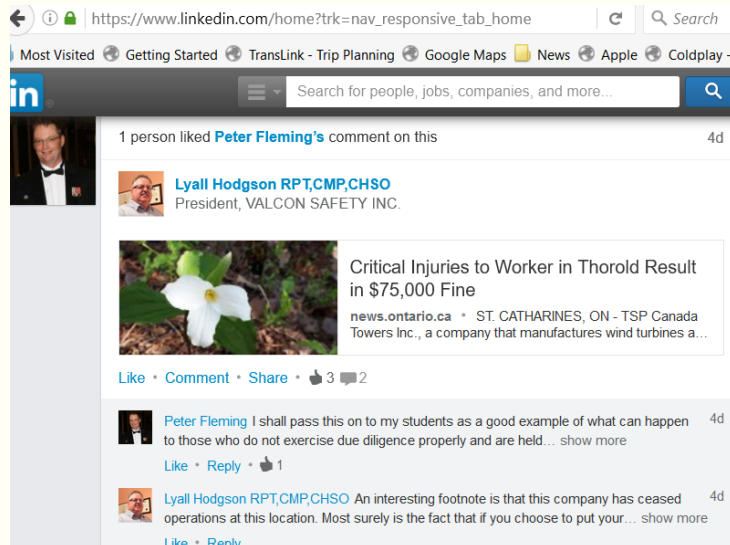 https://www.linkedin.com/home?trk=nav_responsive_tab_home
Search
Most Visited Getting Started TransLink - Trip Planning Google Maps News Apple Coldplay -
in
Search for people, jobs, companies, and more...
1 person liked Peter Fleming's comment on this 4d
Lyall Hodgson RPT,CMP,CHSO
President, VALCON SAFETY INC.
Critical Injuries to Worker in Thorold Result
in $75,000 Fine
news.ontario.ca • ST. CATHARINES, ON - TSP Canada
Towers Inc., a company that manufactures wind turbines a...
Like • Comment • Share • 3 2
Peter Fleming I shall pass this on to my students as a good example of what can happen 4d
to those who do not exercise due diligence properly and are held… show more
Like • Reply • 1
Lyall Hodgson RPT,CMP,CHSO An interesting footnote is that this company has ceased 4d
operations at this location. Most surely is the fact that if you choose to put your… show more
Like • Reply